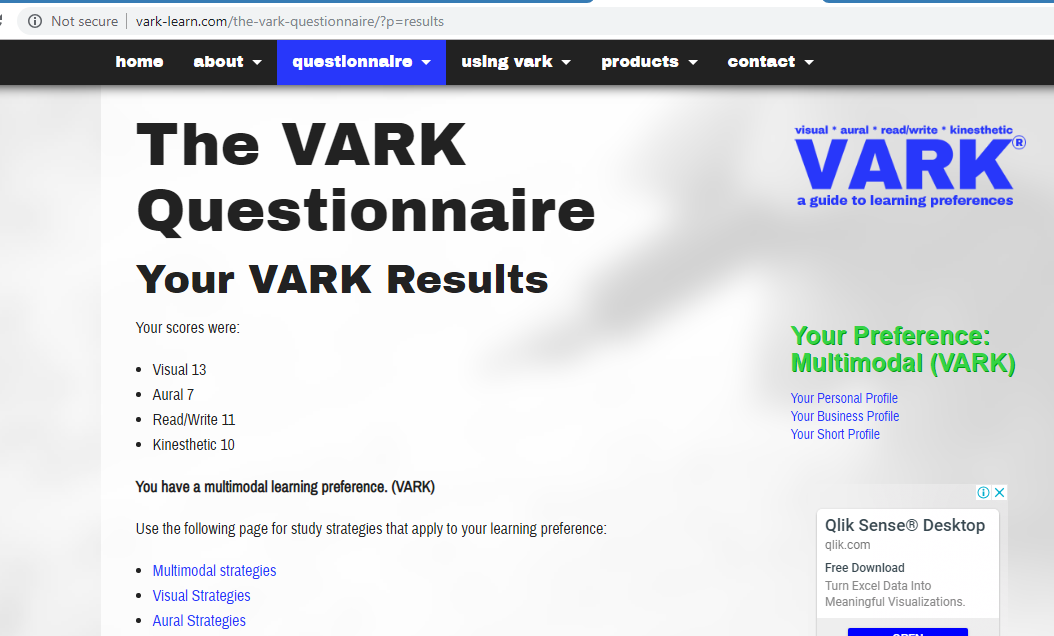 Not secure | vark-learn.com/the-vark-questionnaire/?p=results
home about questionnaire using vark products contact
The VARK
Questionnaire
Your VARK Results
Your scores were:
Visual 13
Aural 7
Read/Write 11
Kinesthetic 10
You have a multimodal learning preference. (VARK)
Use the following page for study strategies that apply to your learning preference:
Multimodal strategies
Visual Strategies
Aural Strategies
visual * aural * read/write * kinesthetic
VARK®
a guide to learning preferences
Your Preference:
Multimodal (VARK)
Your Personal Profile
Your Business Profile
Your Short Profile
Qlik Sense® Desktop
qlik.com
Free Download
Turn Excel Data Into
Meaningful Visualizations.
OPEN